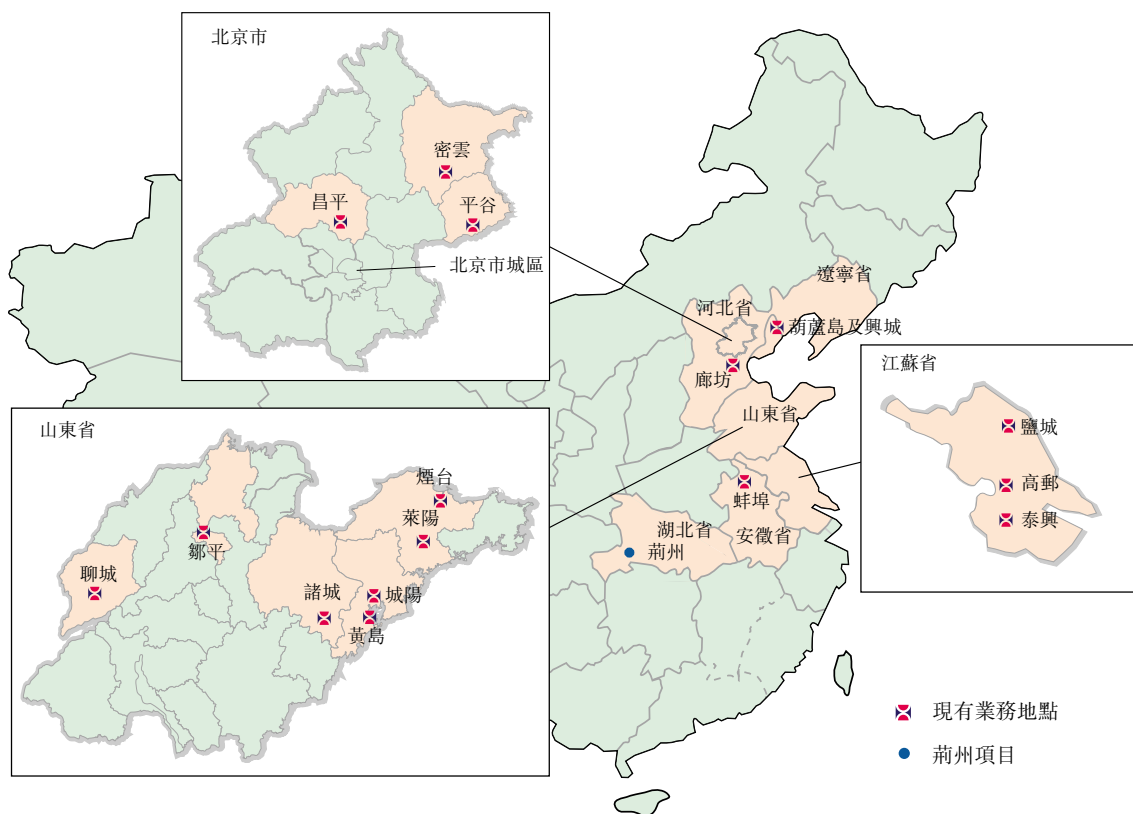 北京市
密雲
昌平
平谷
北京市城區
遼寧省
河北省
葫蘆島及興城
廊坊
山東省
江蘇省
鹽城
高郵
泰興
蚌埠
湖北省
荊州
安徽省
山東省
煙台
萊陽
鄒平
聊城
諸城
城陽
黃島
現有業務地點
荊州項目